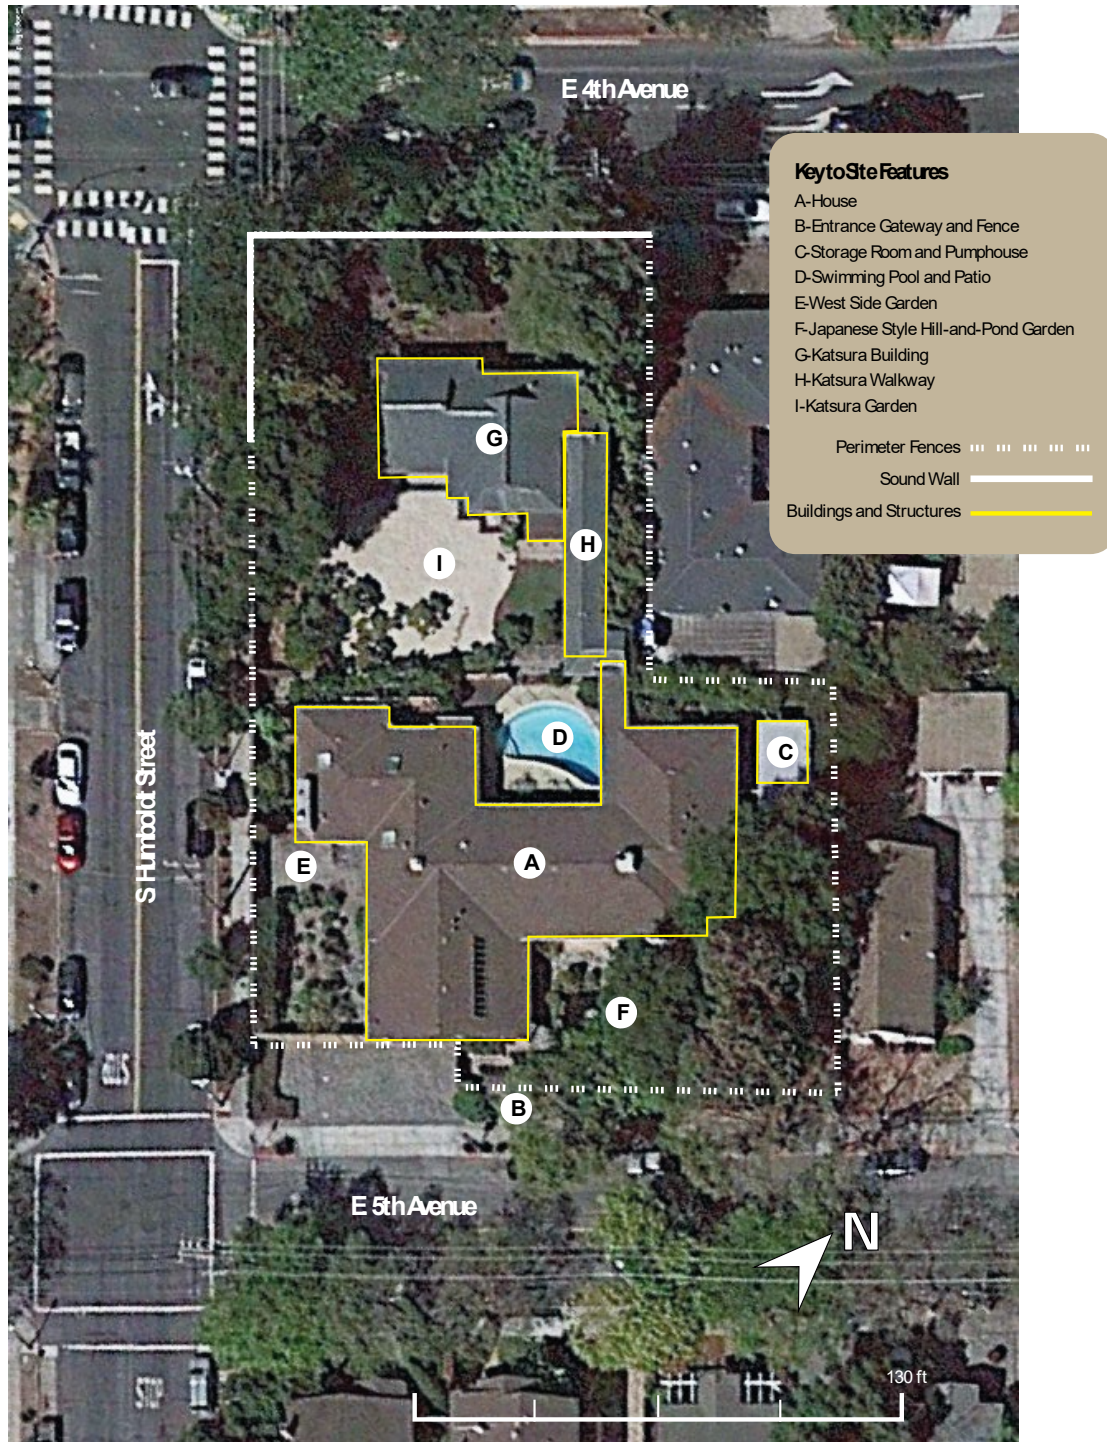 E 4th Avenue
Key to Site Features
A-House
B-Entrance Gateway and Fence
C-Storage Room and Pumphouse
D-Swimming Pool and Patio
E-West Side Garden
F-Japanese Style Hill-and-Pond Garden
G-Katsura Building
H-Katsura Walkway
I-Katsura Garden
Perimeter Fences
Sound Wall
Buildings and Structures
G
H
I
D
C
S Humboldt Street
E
A
F
B
E 5th Avenue
N
130 ft
STOP